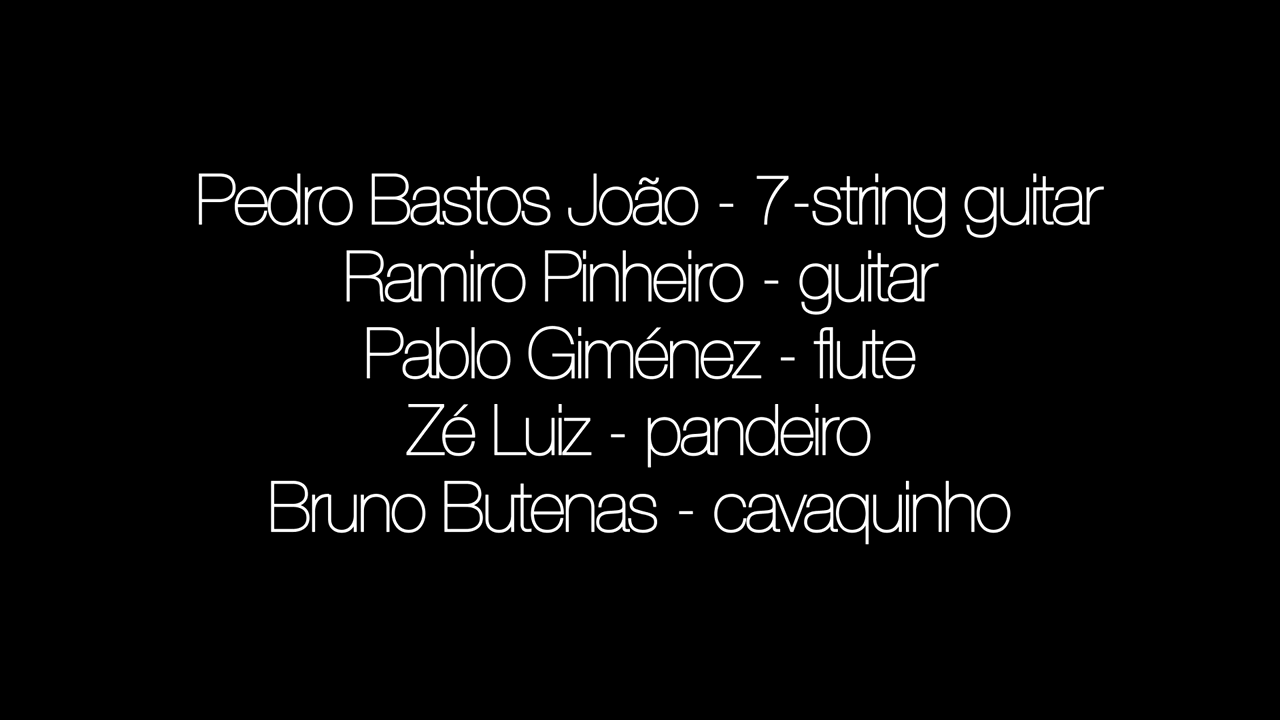 Pedro Bastos João - 7-string guitar
Ramiro Pinheiro - guitar
Pablo Giménez - flute
Zé Luiz - pandeiro
Bruno Butenas - cavaquinho